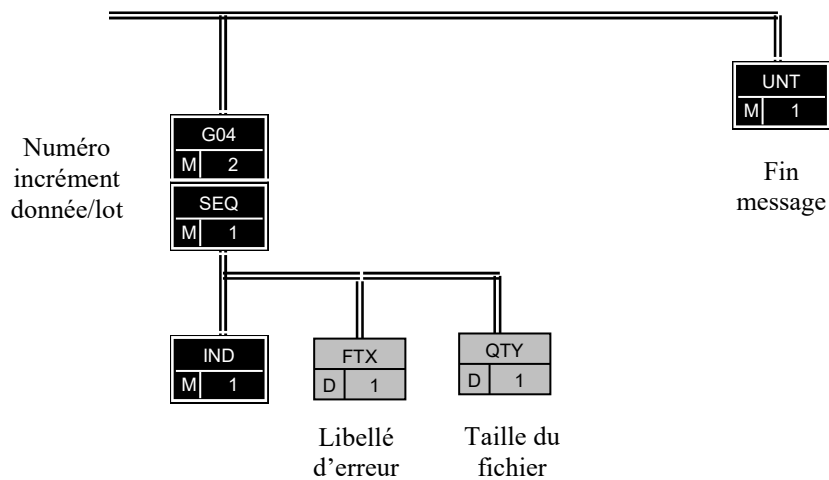 UNT
M 1
G04
M 2
SEQ
M 1
Numéro
incrément
donnée/lot
Fin
message
IND
M 1
FTX
D 1
QTY
D 1
Libellé
d'erreur
Taille du
fichier